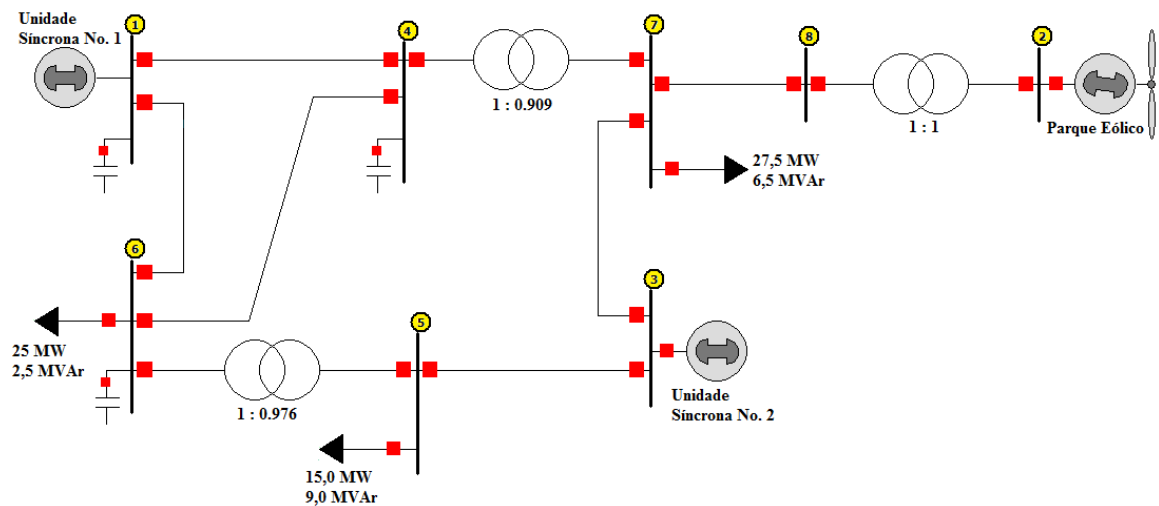 Unidade
Síncrona No. 1
1
4
7
8
2
1 : 0.909
1 : 1
Parque Eólico
27,5 MW
6,5 MVAr
6
3
5
25 MW
2,5 MVAr
1 : 0.976
Unidade
Síncrona No. 2
15,0 MW
9,0 MVAr